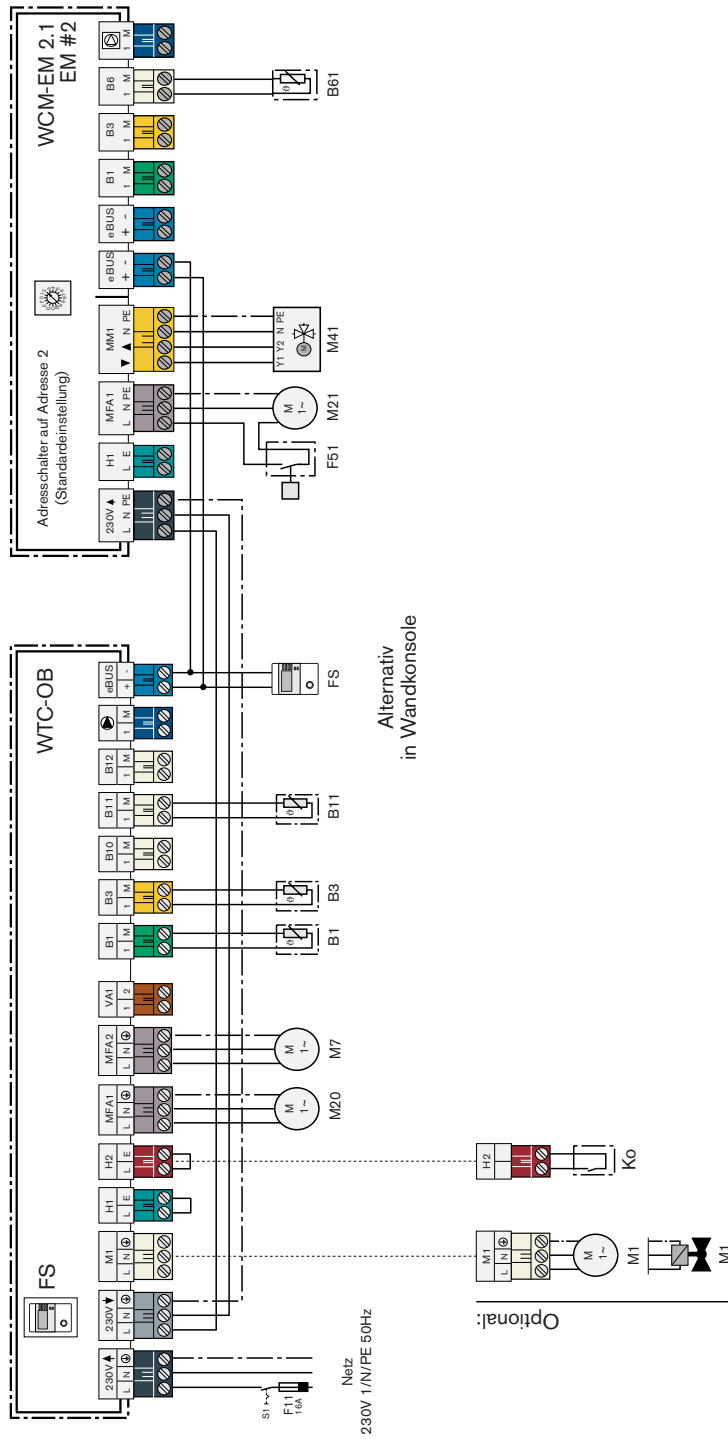 FS
WTC-OB
WCM-EM 2.1
EM #2
Adresschalter auf Adresse 2
(Standardeinstellung)
230V
L N
230V
L N
M1
L N
H1
L E
H2
L E
MFA1
L N
MFA2
L N
VA1
1 2
B1
1 M
B3
1 M
B10
1 M
B11
1 M
B12
1 M
1 M
eBUS
+ -
230V
L N PE
H1
L E
MFA1
L N PE
MM1
▼ ▲ N PE
eBUS
+ -
eBUS
+ -
B1
1 M
B3
1 M
B6
1 M
1 M
S1
F11
16A
M
1~
M20
M
1~
M7
ϑ
B1
ϑ
B3
ϑ
B11
FS
F51
M
1~
M21
Y1 Y2 N PE
M
M41
ϑ
B61
Netz
230V 1/N/PE 50Hz
Alternativ
in Wandkonsole
Optional:
M1
L N
M
1~
M1
M1
H2
Ko